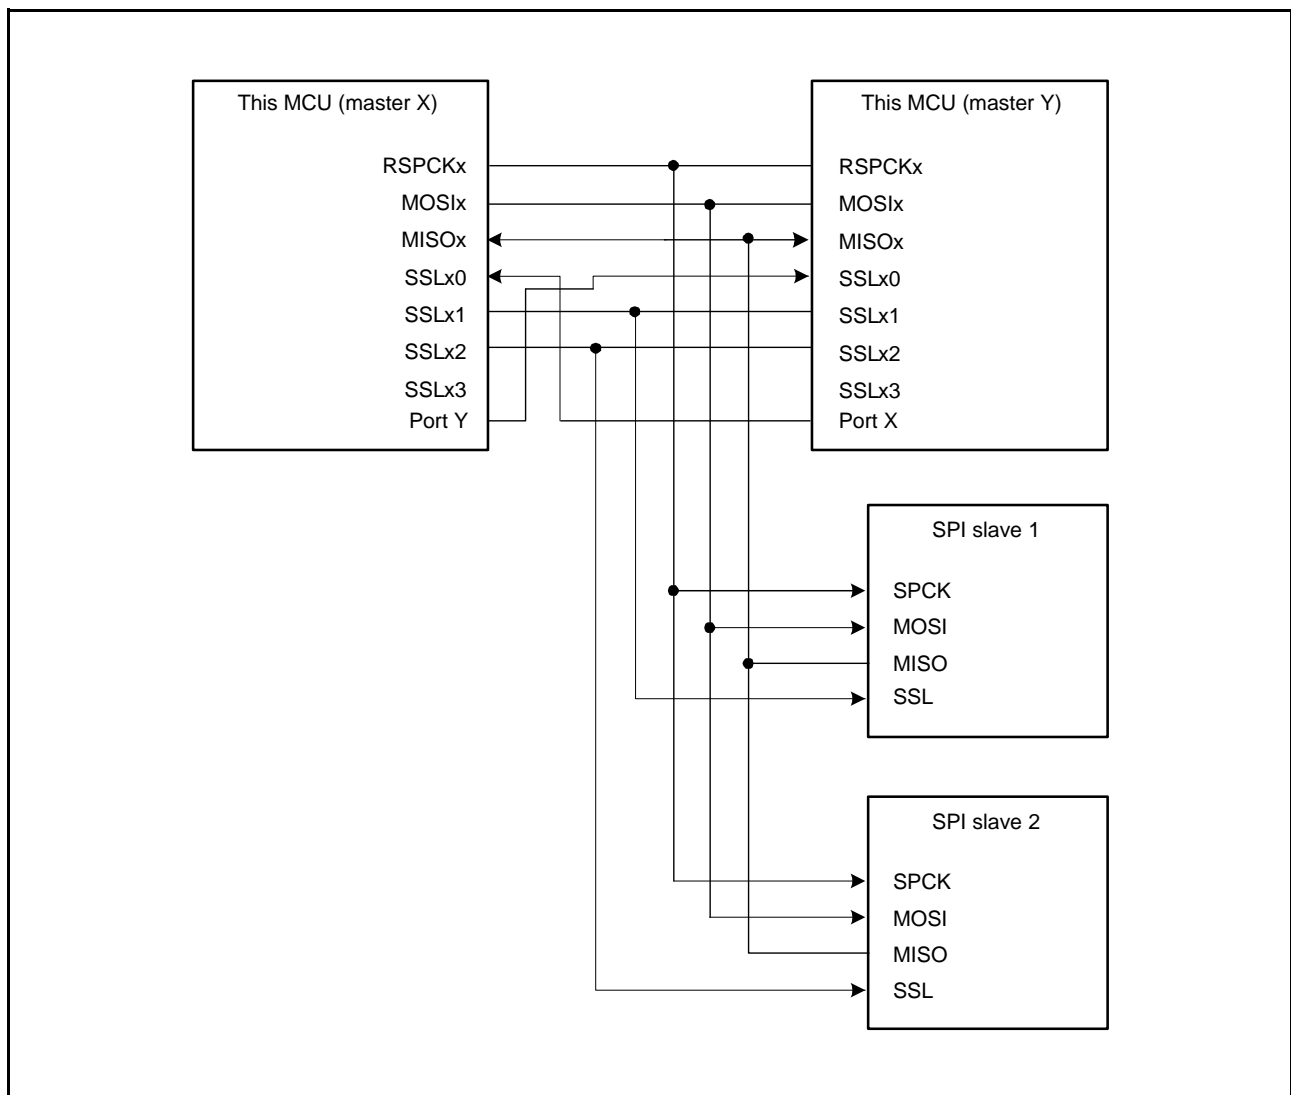 This MCU (master X)
RSPCKx
MOSIx
MISOx
SSLx0
SSLx1
SSLx2
SSLx3
Port Y
This MCU (master Y)
RSPCKx
MOSIx
MISOx
SSLx0
SSLx1
SSLx2
SSLx3
Port X
SPI slave 1
SPCK
MOSI
MISO
SSL
SPI slave 2
SPCK
MOSI
MISO
SSL